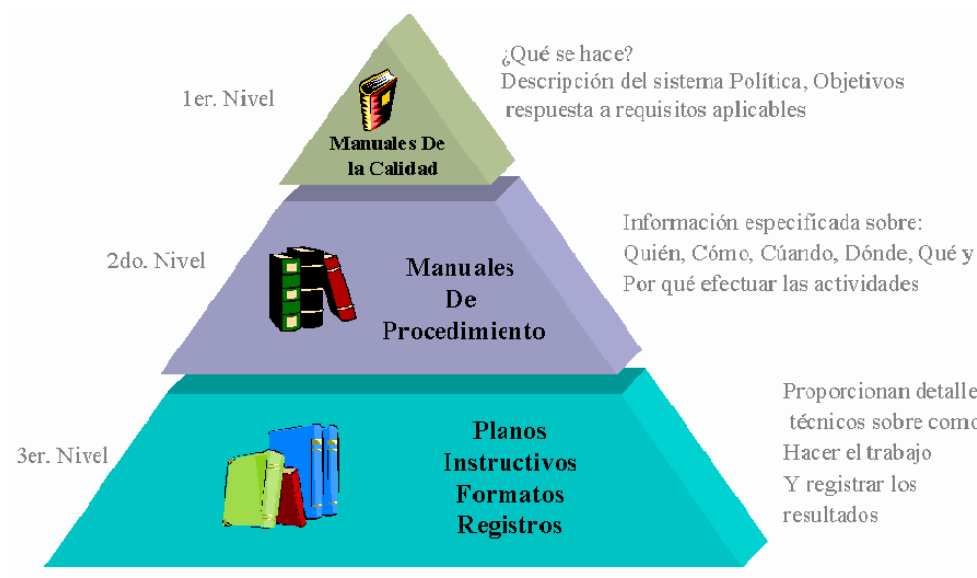 1er. Nivel
Manuales De
la Calidad
¿Qué se hace?
Descripción del sistema Política, Objetivos
respuesta a requisitos aplicables
2do. Nivel
Manuales
De
Procedimiento
Información especificada sobre:
Quién, Cómo, Cúando, Dónde, Qué y
Por qué efectuar las actividades
3er. Nivel
Planos
Instructivos
Formatos
Registros
Proporcionan detalle
técnicos sobre como
Hacer el trabajo
Y registrar los
resultados